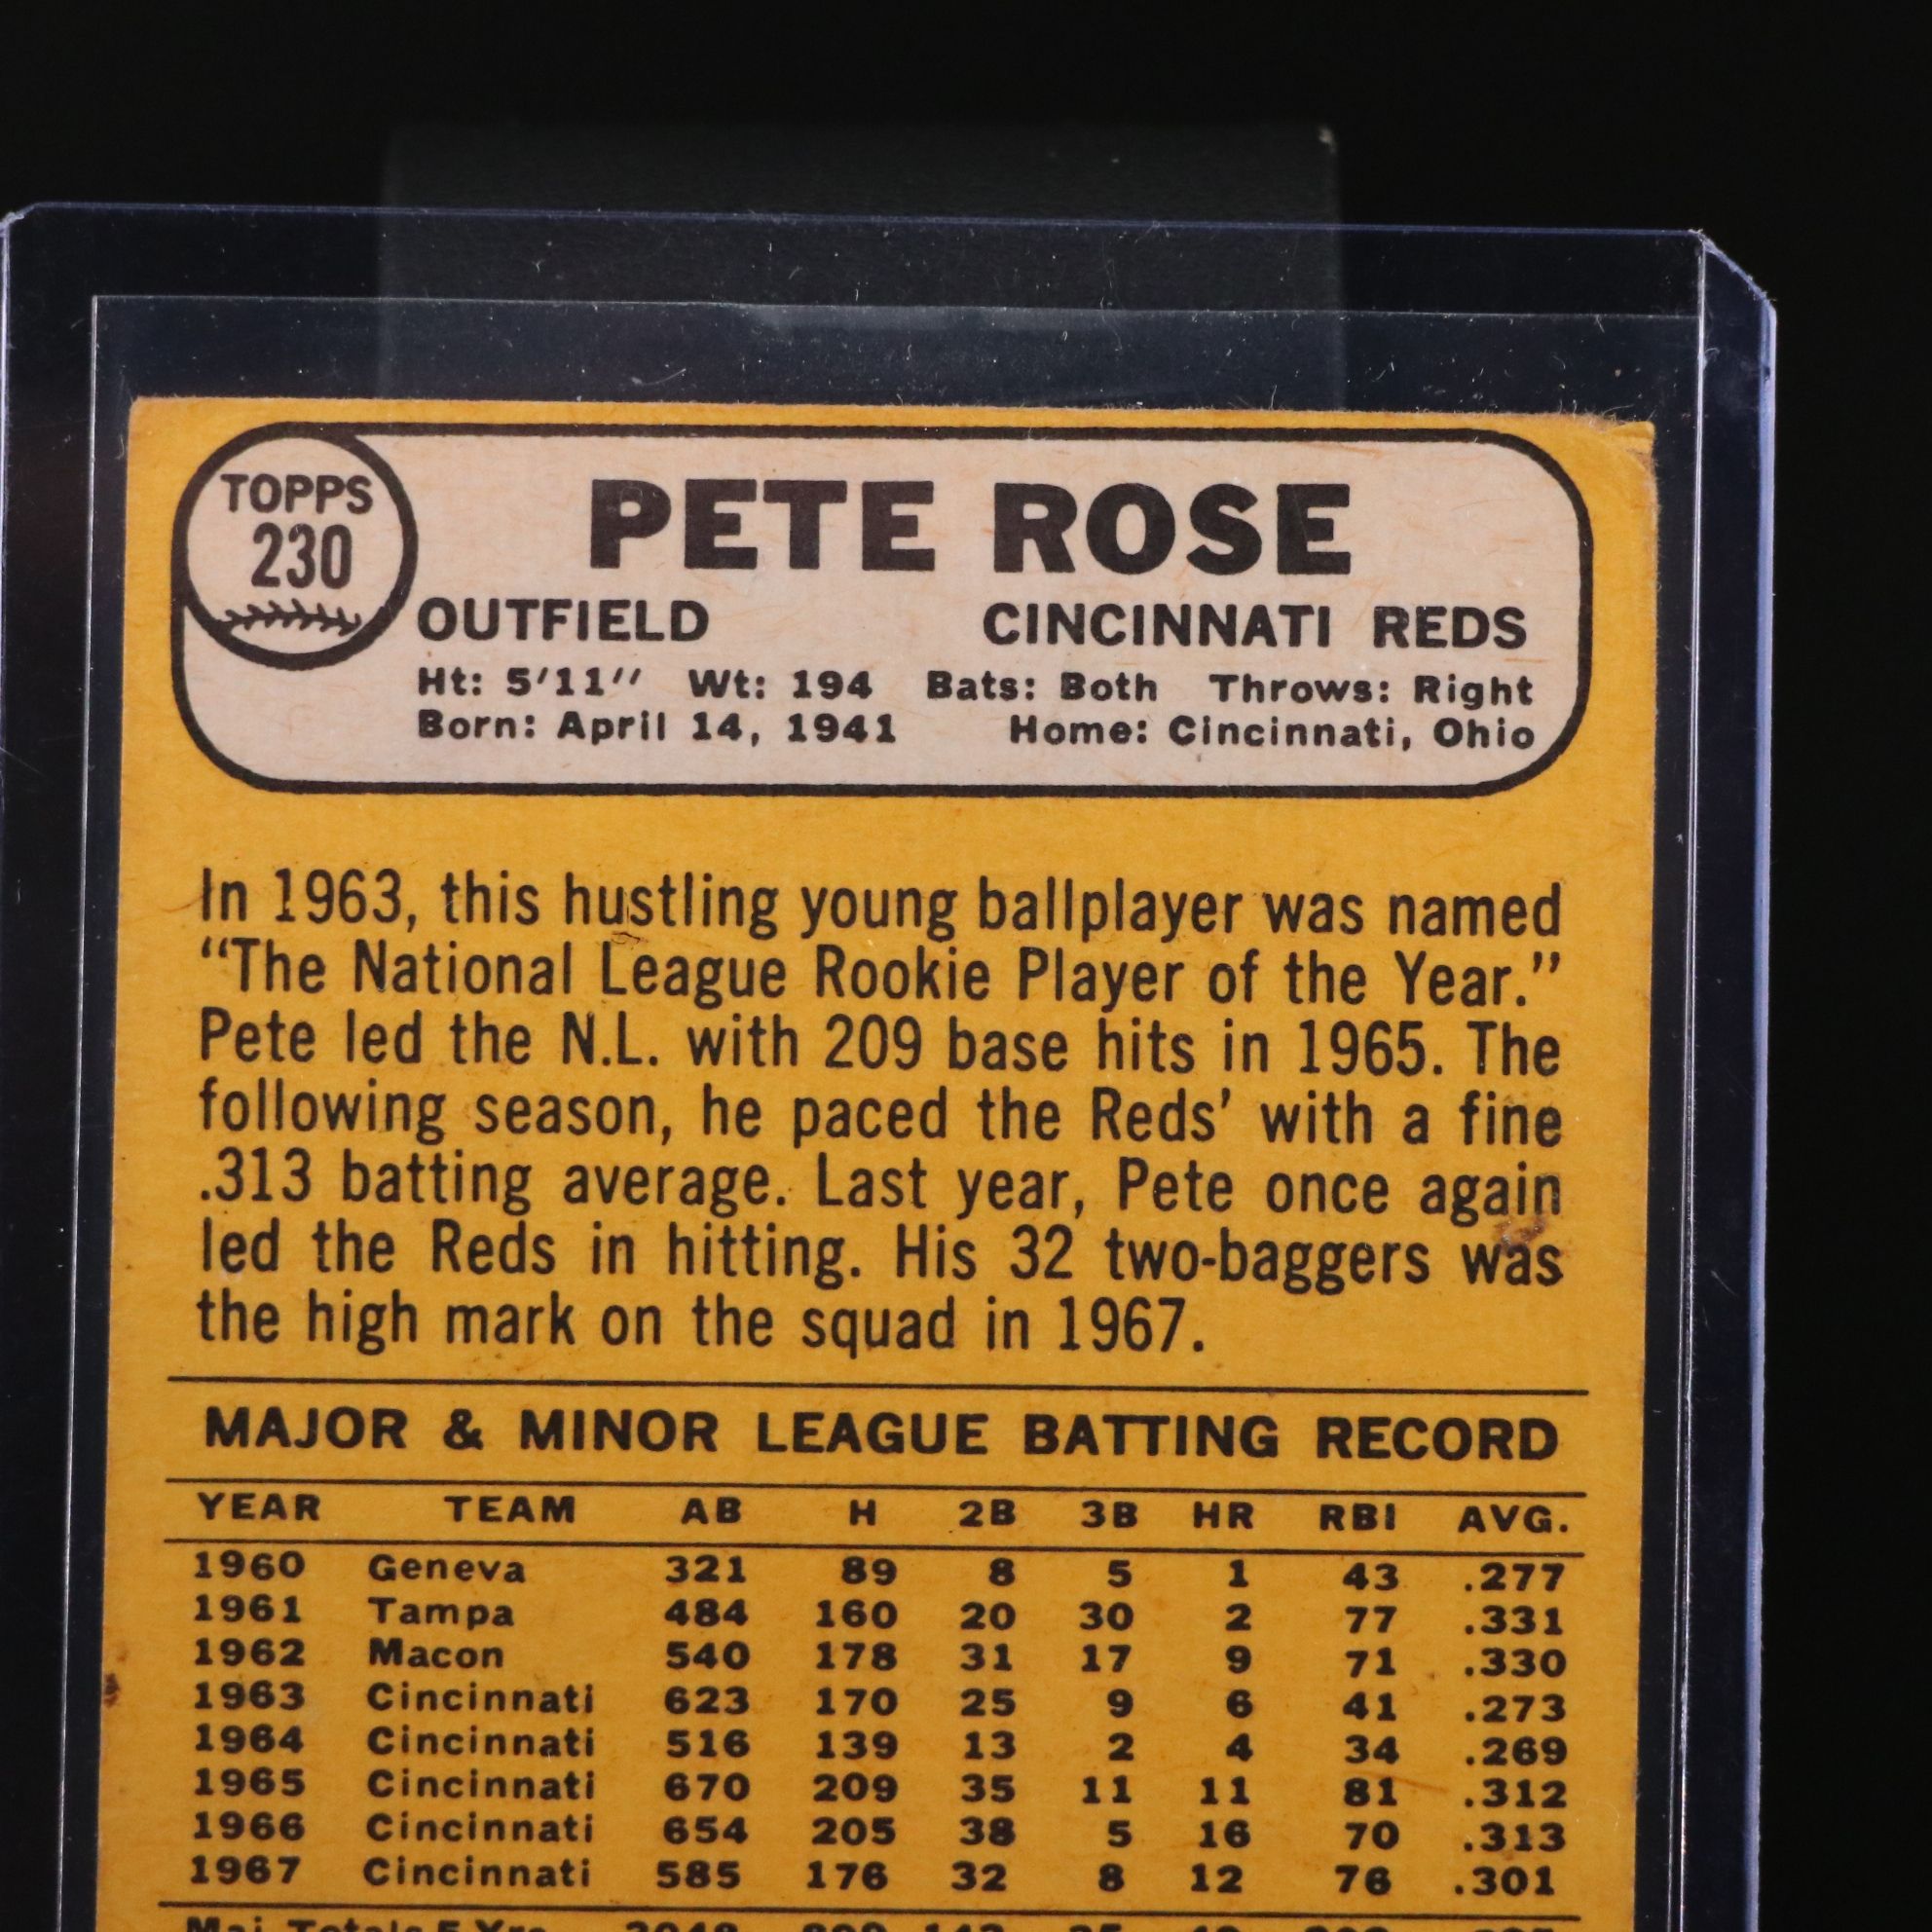 TOPPS
230
PETE ROSE
OUTFIELD CINCINNATI REDS
Ht: 5'11'' Wt: 194 Bats: Both Throws: Right
Born: April 14, 1941 Home: Cincinnati, Ohio
In 1963, this hustling young ballplayer was named
“The National League Rookie Player of the Year.”
Pete led the N.L. with 209 base hits in 1965. The
following season, he paced the Reds’ with a fine
.313 batting average. Last year, Pete once again
led the Reds in hitting. His 32 two-baggers was
the high mark on the squad in 1967.
MAJOR & MINOR LEAGUE BATTING RECORD
YEAR TEAM AB H 2B 3B HR RBI AVG.
1960 Geneva 321 89 8 5 1 43 .277
1961 Tampa 484 160 20 30 2 77 .331
1962 Macon 540 178 31 17 9 71 .330
1963 Cincinnati 623 170 25 9 6 41 .273
1964 Cincinnati 516 139 13 2 4 34 .269
1965 Cincinnati 670 209 35 11 11 81 .312
1966 Cincinnati 654 205 38 5 16 70 .313
1967 Cincinnati 585 176 32 8 12 76 .301
Maj. Totals 5 Yrs.